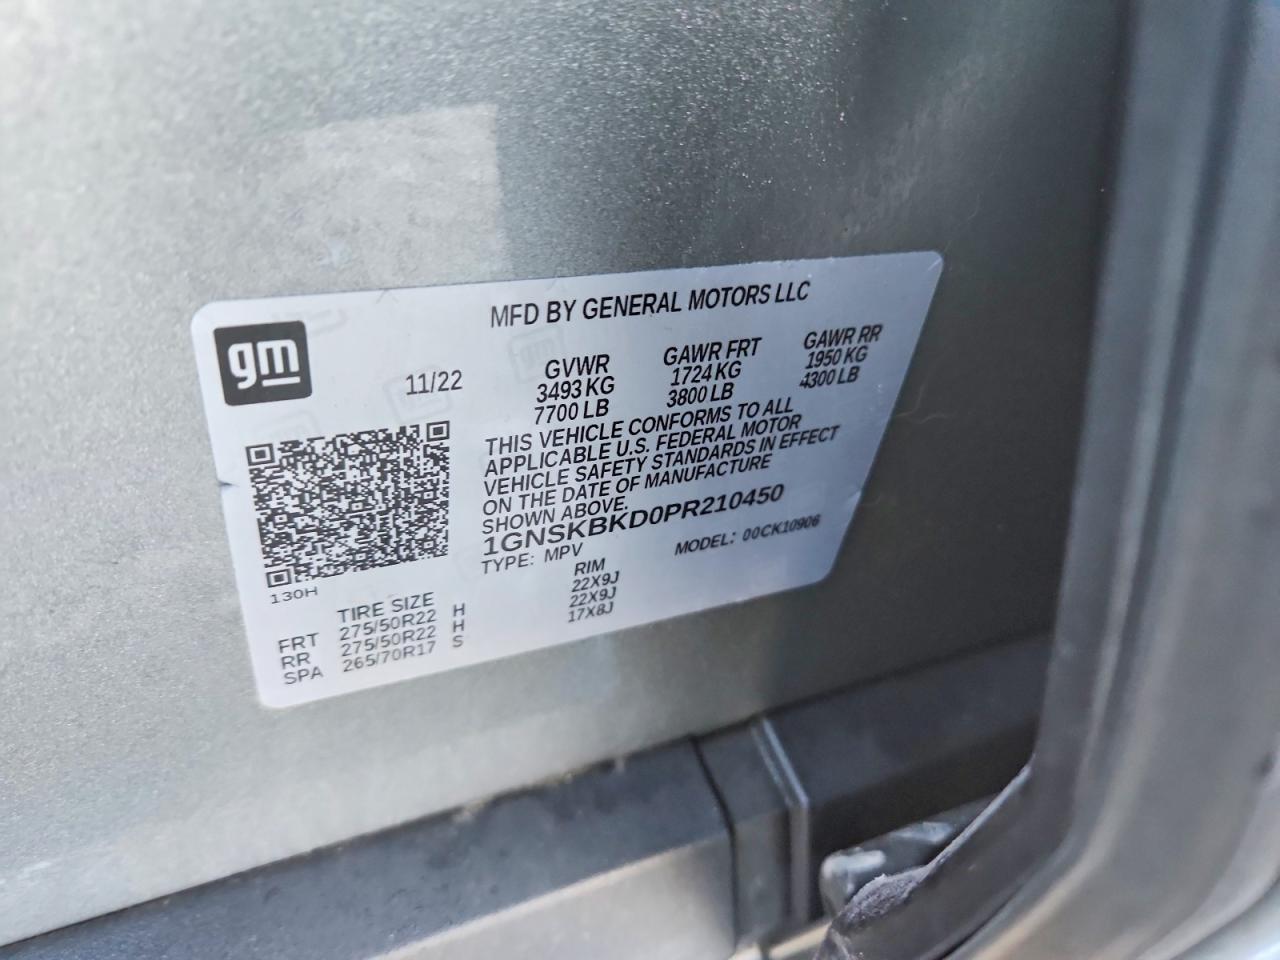 MFD BY GENERAL MOTORS LLC
gm
11/22
GVWR
3493 KG
7700 LB
GAWR FRT
1724 KG
3800 LB
GAWR RR
1950 KG
4300 LB
THIS VEHICLE CONFORMS TO ALL
APPLICABLE U.S. FEDERAL MOTOR
VEHICLE SAFETY STANDARDS IN EFFECT
ON THE DATE OF MANUFACTURE
SHOWN ABOVE.
1GNSKBKD0PR210450
TYPE: MPV MODEL: 00CK10906
130H
TIRE SIZE RIM
FRT 275/50R22 H 22X9J
RR 275/50R22 H 22X9J
SPA 265/70R17 S 17X8J